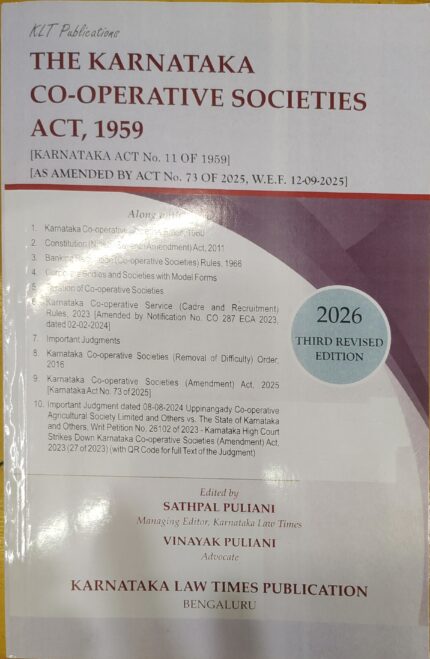 KLT Publications
THE KARNATAKA
CO-OPERATIVE SOCIETIES
ACT, 1959
[KARNATAKA ACT No. 11 OF 1959]
[AS AMENDED BY ACT No. 73 OF 2025, W.E.F. 12-09-2025]
Along with
1. Karnataka Co-operative 1960
2. Constitution (Amendment) Act, 2011
3. Banking (Co-operative Societies) Rules, 1966
4. Bodies and Societies with Model Forms
5. of Co-operative Societies
6. Karnataka Co-operative Service (Cadre and Recruitment)
Rules, 2023 [Amended by Notification No. CO 287 ECA 2023,
dated 02-02-2024]
7. Important Judgments
8. Karnataka Co-operative Societies (Removal of Difficulty) Order,
2016
9. Karnataka Co-operative Societies (Amendment) Act, 2025
[Karnataka Act No. 73 of 2025]
10. Important Judgment dated 08-08-2024 Uppinangady Co-operative
Agricultural Society Limited and Others vs. The State of Karnataka
and Others, Writ Petition No. 26102 of 2023 - Karnataka High Court
Strikes Down Karnataka Co-operative Societies (Amendment) Act,
2023 (27 of 2023) (with QR Code for full Text of the Judgment)
2026
THIRD REVISED
EDITION
Edited by
SATHPAL PULIANI
Managing Editor, Karnataka Law Times
VINAYAK PULIANI
Advocate
KARNATAKA LAW TIMES PUBLICATION
BENGALURU